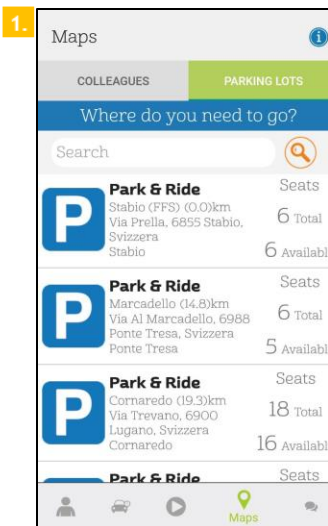 1.
Maps
COLLEAGUES PARKING LOTS
Where do you need to go?
Search
Park & Ride Seats
Stabio (FFS) (0.0)km
Via Prella, 6855 Stabio, 6 Total
Svizzera
Stabio 6 Availabl
Park & Ride Seats
Marcadello (14.8)km
Via Al Marcadello, 6988 6 Total
Ponte Tresa, Svizzera
Ponte Tresa 5 Availabl
Park & Ride Seats
Cornaredo (19.3)km
Via Trevano, 6900 18 Total
Lugano, Svizzera
Cornaredo 16 Availabl
Park & Ride Seats
Maps